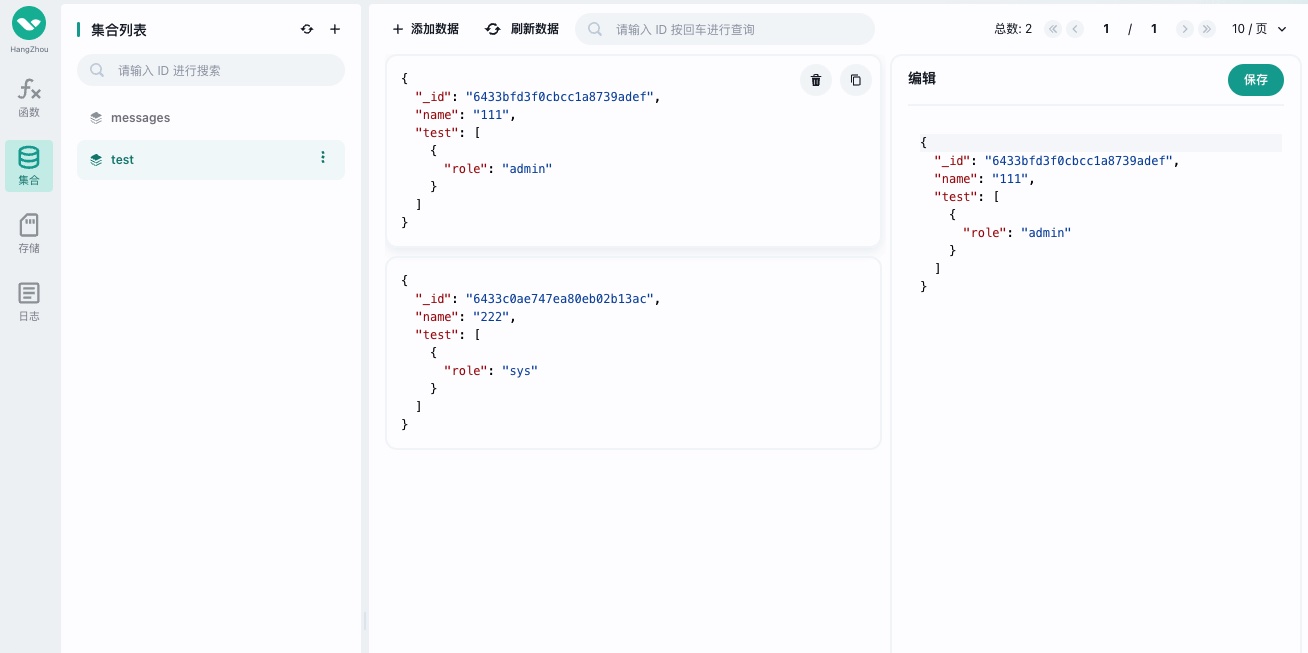 HangZhou
函数
集合
存储
日志
集合列表
请输入 ID 进行搜索
messages
test
添加数据
刷新数据
请输入 ID 按回车进行查询
总数: 2
1 / 1
10 / 页
{
"_id": "6433bfd3f0cbcc1a8739adef",
"name": "111",
"test": [
{
"role": "admin"
}
]
}
{
"_id": "6433c0ae747ea80eb02b13ac",
"name": "222",
"test": [
{
"role": "sys"
}
]
}
编辑
保存
{
"_id": "6433bfd3f0cbcc1a8739adef",
"name": "111",
"test": [
{
"role": "admin"
}
]
}